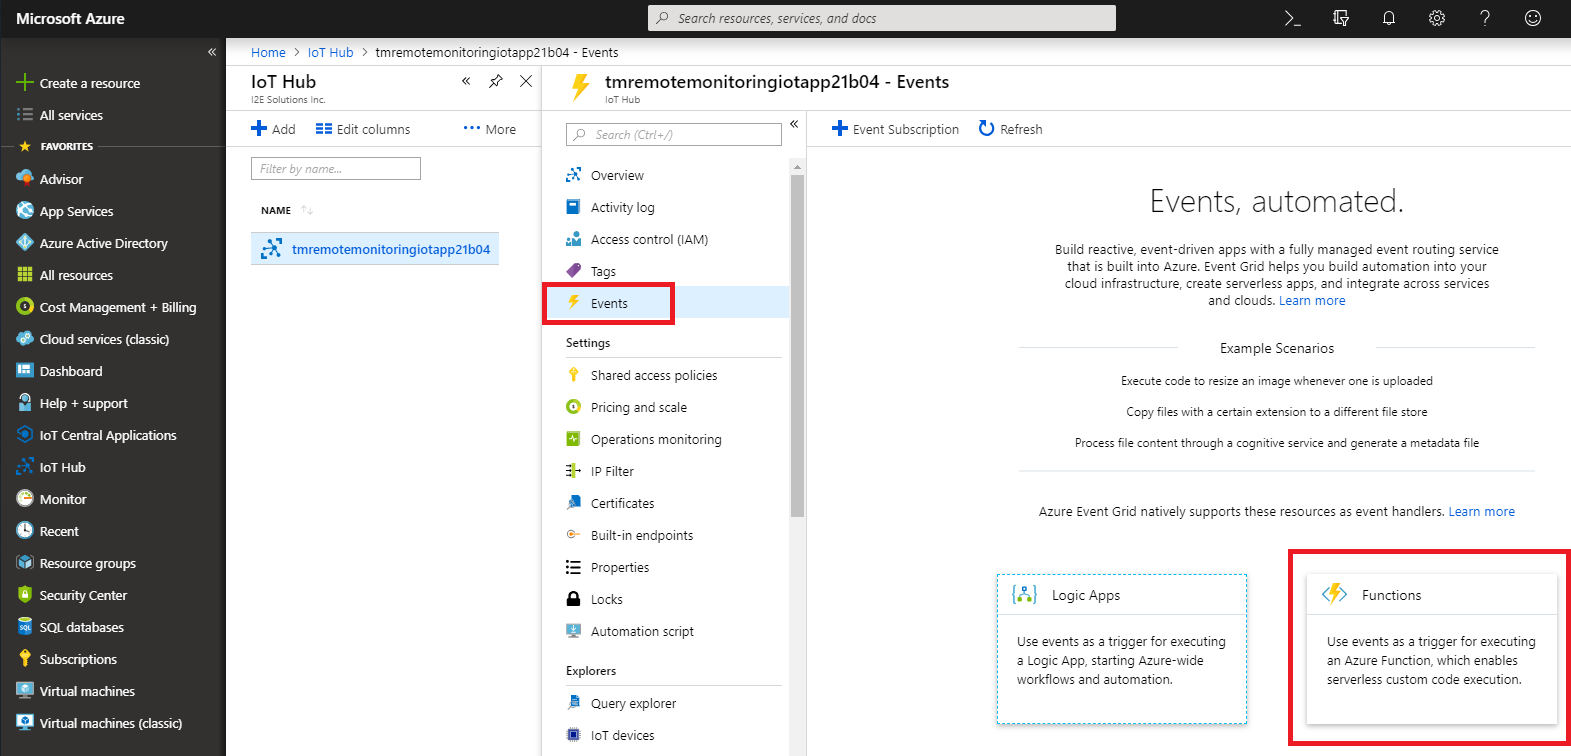 Microsoft Azure
Search resources, services, and docs
Home > IoT Hub > tmremotemonitoringiotapp21b04 - Events
Create a resource
All services
FAVORITES
Advisor
App Services
Azure Active Directory
All resources
Cost Management + Billing
Cloud services (classic)
Dashboard
Help + support
IoT Central Applications
IoT Hub
Monitor
Recent
Resource groups
Security Center
SQL databases
Subscriptions
Virtual machines
Virtual machines (classic)
IoT Hub
I2E Solutions Inc.
Add
Edit columns
More
Filter by name...
NAME
tmremotemonitoringiotapp21b04
tmremotemonitoringiotapp21b04 - Events
IoT Hub
Search (Ctrl+/)
Overview
Activity log
Access control (IAM)
Tags
Events
Settings
Shared access policies
Pricing and scale
Operations monitoring
IP Filter
Certificates
Built-in endpoints
Properties
Locks
Automation script
Explorers
Query explorer
IoT devices
Event Subscription
Refresh
Events, automated.
Build reactive, event-driven apps with a fully managed event routing service
that is built into Azure. Event Grid helps you build automation into your
cloud infrastructure, create serverless apps, and integrate across services
and clouds. Learn more
Example Scenarios
Execute code to resize an image whenever one is uploaded
Copy files with a certain extension to a different file store
Process file content through a cognitive service and generate a metadata file
Azure Event Grid natively supports these resources as event handlers. Learn more
Logic Apps
Use events as a trigger for executing
a Logic App, starting Azure-wide
workflows and automation.
Functions
Use events as a trigger for executing
an Azure Function, which enables
serverless custom code execution.